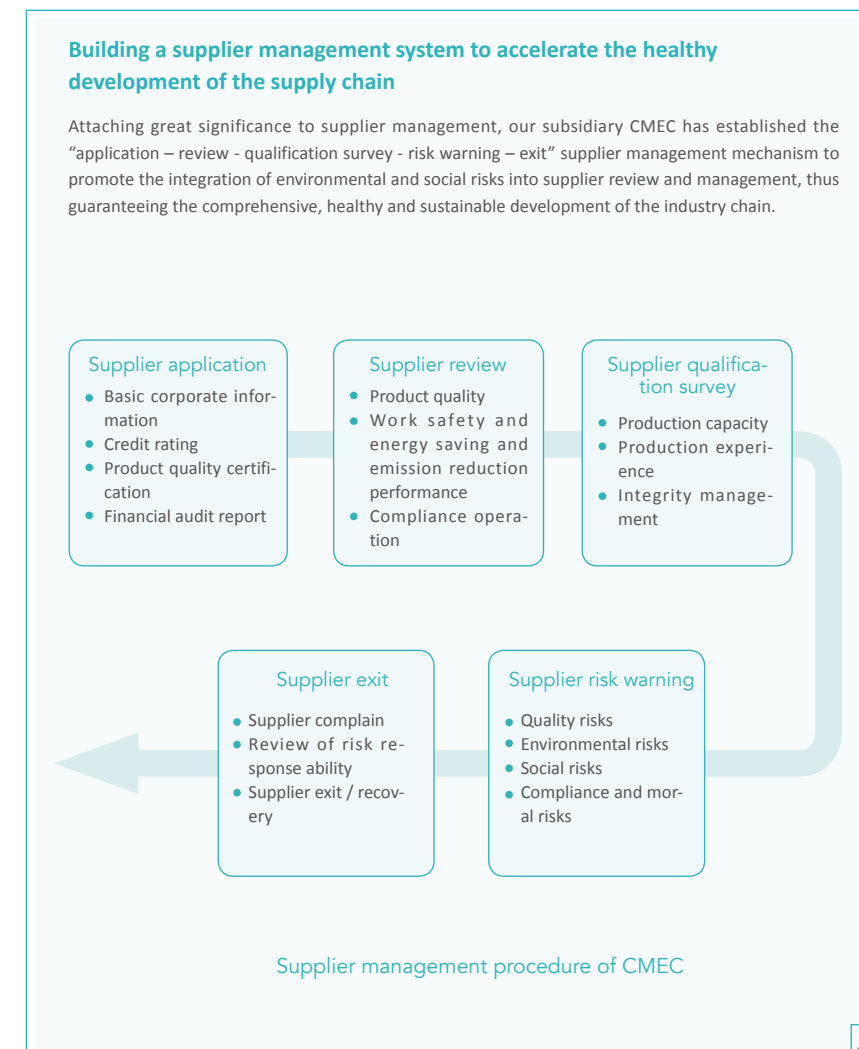 Building a supplier management system to accelerate the healthy
development of the supply chain
Attaching great significance to supplier management, our subsidiary CMEC has established the
“application – review - qualification survey - risk warning – exit” supplier management mechanism to
promote the integration of environmental and social risks into supplier review and management, thus
guaranteeing the comprehensive, healthy and sustainable development of the industry chain.
Supplier application
● Basic corporate infor-
mation
● Credit rating
● Product quality certifi-
cation
● Financial audit report
Supplier review
● Product quality
● Work safety and
energy saving and
emission reduction
performance
● Compliance opera-
tion
Supplier qualifica-
tion survey
● Production capacity
● Production experi-
ence
● Integrity manage-
ment
Supplier risk warning
● Quality risks
● Environmental risks
● Social risks
● Compliance and mor-
al risks
Supplier exit
● Supplier complain
● Review of risk re-
sponse ability
● Supplier exit / recov-
ery
Supplier management procedure of CMEC